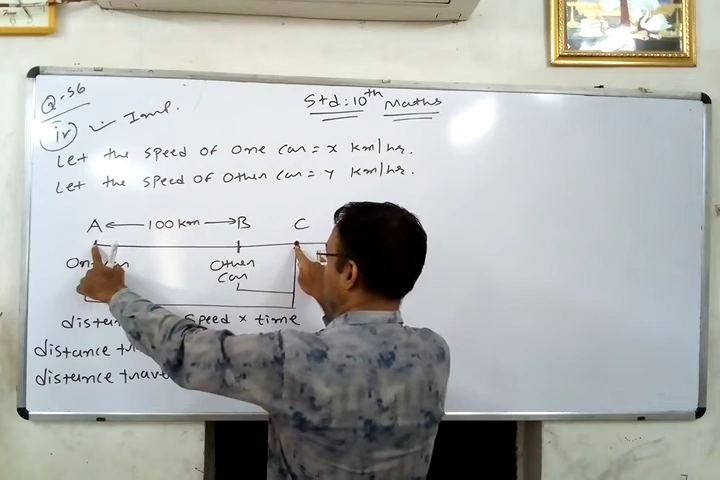 Q-56
Std: 10th Maths
iv) Imp.
Let the speed of one car = x km/hr.
Let the speed of other car = y km/hr.
A 100 km B C
Other
Car
speed × time
distance
distance